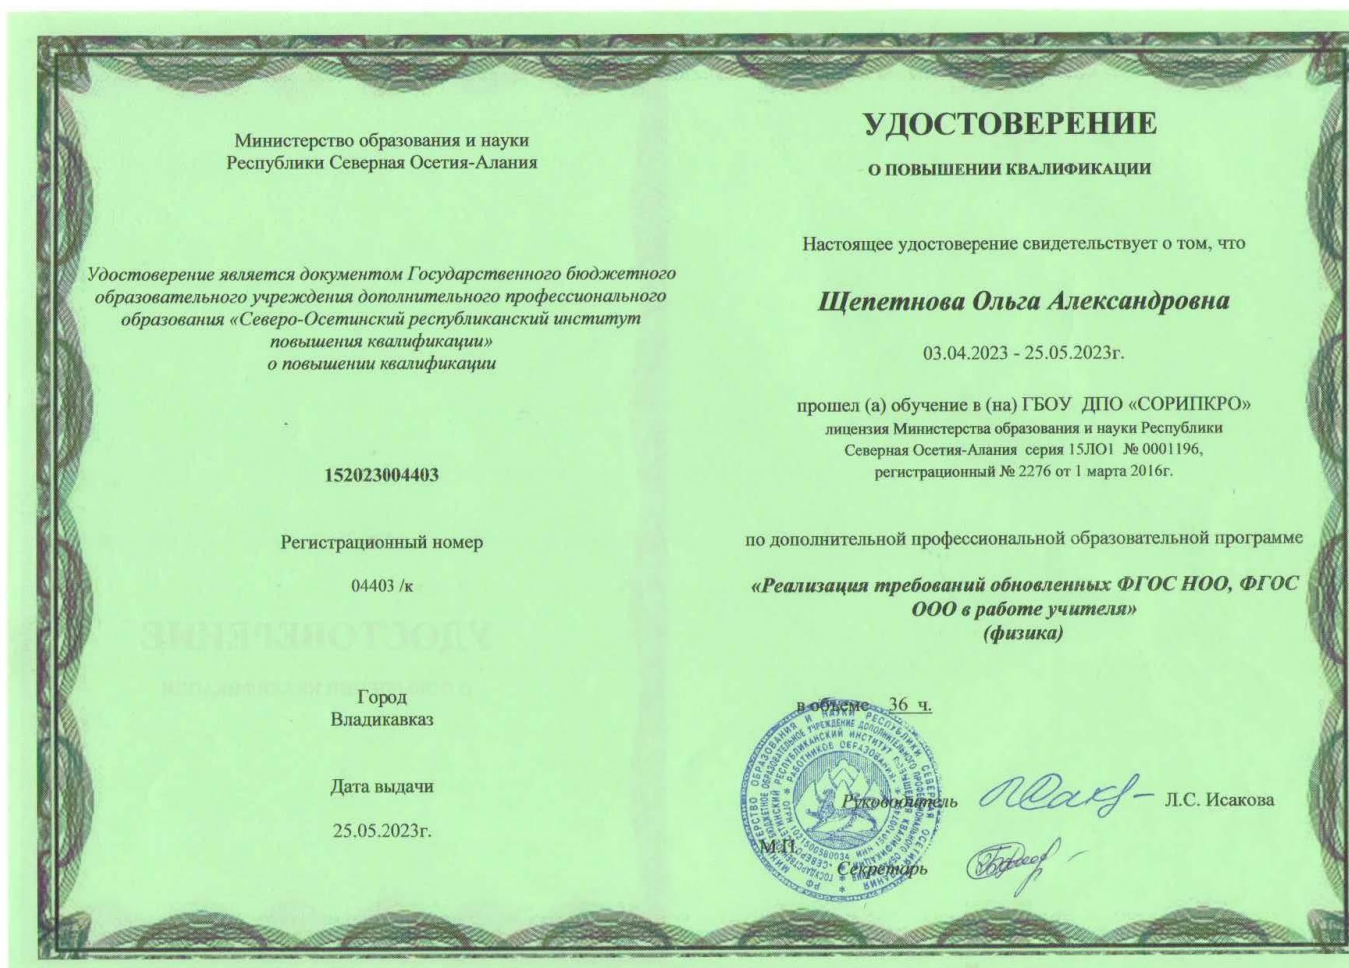 Министерство образования и науки
Республики Северная Осетия-Алания
Удостоверение является документом Государственного бюджетного
образовательного учреждения дополнительного профессионального
образования «Северо-Осетинский республиканский институт
повышения квалификации»
о повышении квалификации
152023004403
Регистрационный номер
04403 /к
Город
Владикавказ
Дата выдачи
25.05.2023г.
УДОСТОВЕРЕНИЕ
О ПОВЫШЕНИИ КВАЛИФИКАЦИИ
Настоящее удостоверение свидетельствует о том, что
Щепетнова Ольга Александровна
03.04.2023 - 25.05.2023г.
прошел (а) обучение в (на) ГБОУ ДПО «СОРИПКРО»
лицензия Министерства образования и науки Республики
Северная Осетия-Алания серия 15ЛО1 № 0001196,
регистрационный № 2276 от 1 марта 2016г.
по дополнительной профессиональной образовательной программе
«Реализация требований обновленных ФГОС НОО, ФГОС
ООО в работе учителя»
(физика)
в объеме 36 ч.
Руководитель Л.С. Исакова
М.П.
Секретарь